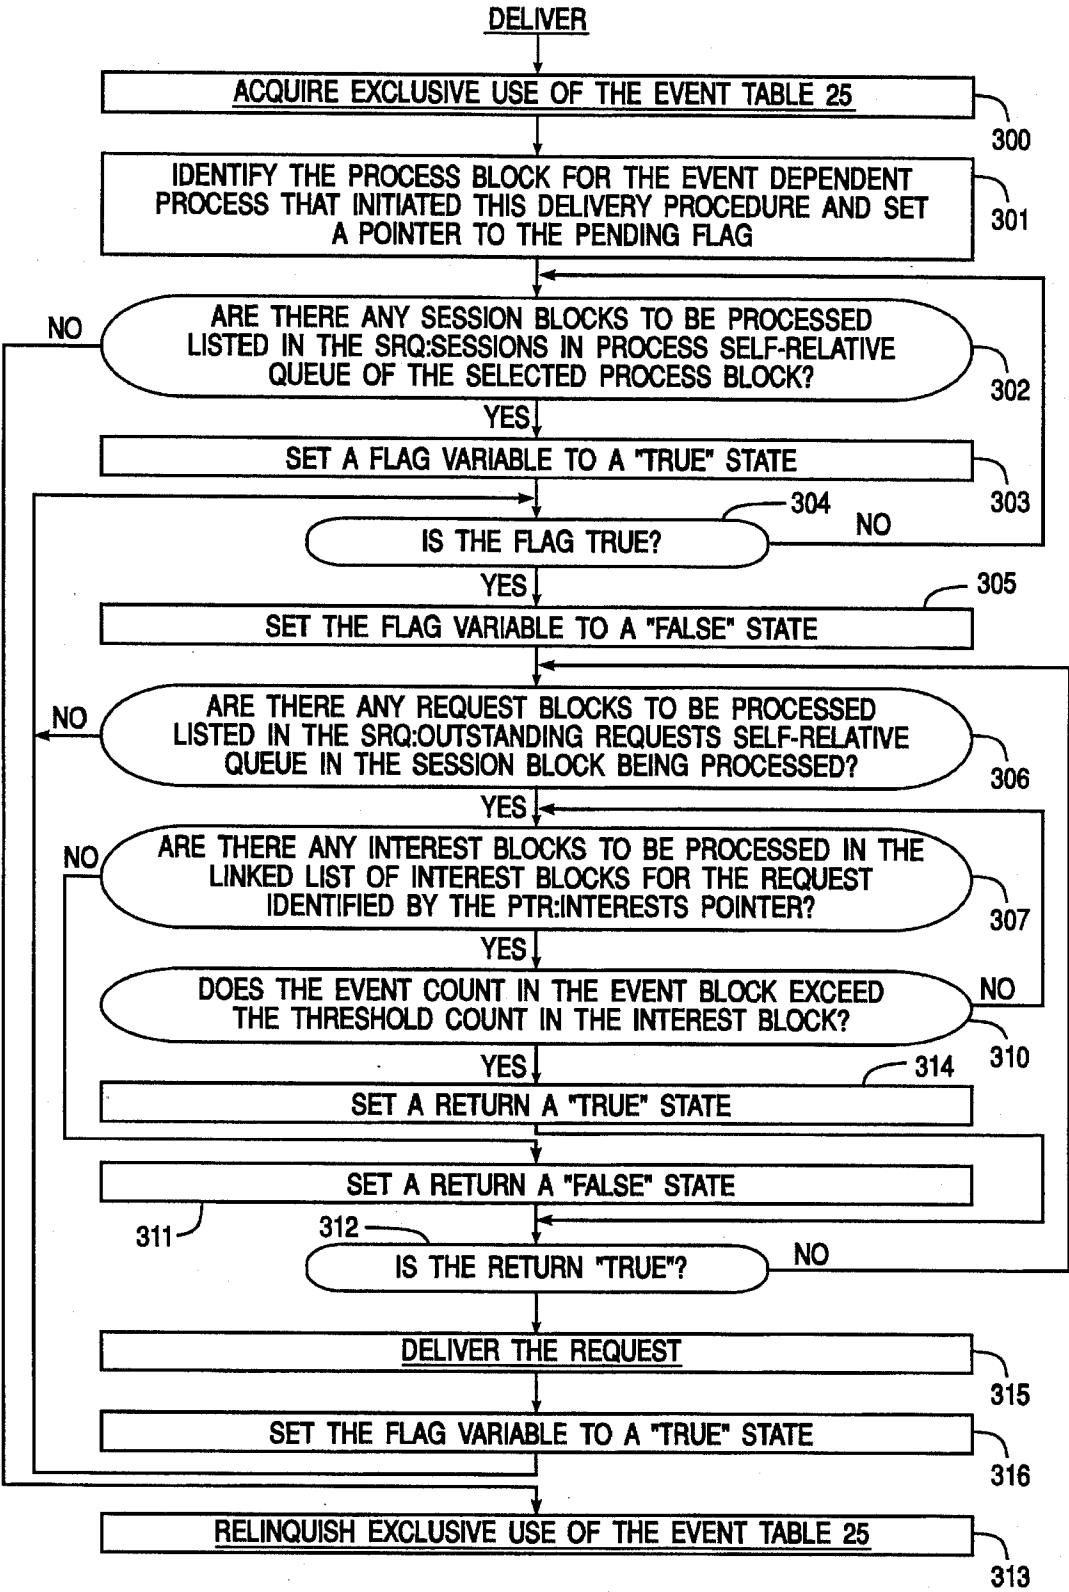 DELIVER
ACQUIRE EXCLUSIVE USE OF THE EVENT TABLE 25
300
IDENTIFY THE PROCESS BLOCK FOR THE EVENT DEPENDENT
PROCESS THAT INITIATED THIS DELIVERY PROCEDURE AND SET
A POINTER TO THE PENDING FLAG
301
NO
ARE THERE ANY SESSION BLOCKS TO BE PROCESSED
LISTED IN THE SRQ:SESSIONS IN PROCESS SELF-RELATIVE
QUEUE OF THE SELECTED PROCESS BLOCK?
302
YES
SET A FLAG VARIABLE TO A "TRUE" STATE
303
304
IS THE FLAG TRUE?
NO
YES
305
SET THE FLAG VARIABLE TO A "FALSE" STATE
NO
ARE THERE ANY REQUEST BLOCKS TO BE PROCESSED
LISTED IN THE SRQ:OUTSTANDING REQUESTS SELF-RELATIVE
QUEUE IN THE SESSION BLOCK BEING PROCESSED?
306
YES
NO
ARE THERE ANY INTEREST BLOCKS TO BE PROCESSED IN THE
LINKED LIST OF INTEREST BLOCKS FOR THE REQUEST
IDENTIFIED BY THE PTR:INTERESTS POINTER?
307
YES
DOES THE EVENT COUNT IN THE EVENT BLOCK EXCEED
THE THRESHOLD COUNT IN THE INTEREST BLOCK?
NO
310
YES
314
SET A RETURN A "TRUE" STATE
SET A RETURN A "FALSE" STATE
311
312
IS THE RETURN "TRUE"?
NO
DELIVER THE REQUEST
315
SET THE FLAG VARIABLE TO A "TRUE" STATE
316
RELINQUISH EXCLUSIVE USE OF THE EVENT TABLE 25
313